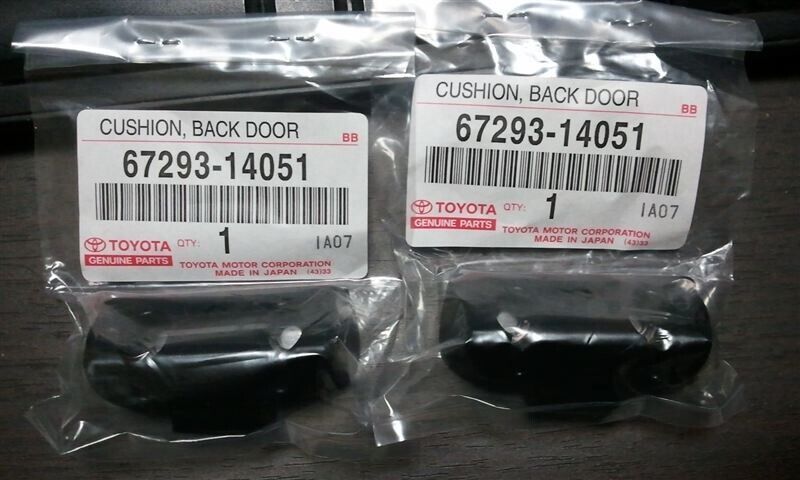 CUSHION, BACK DOOR
BB
67293-14051
TOYOTA
GENUINE PARTS
QTY: 1
IA07
TOYOTA MOTOR CORPORATION
MADE IN JAPAN (43)33
CUSHION, BACK DOOR
BB
67293-14051
TOYOTA
GENUINE PARTS
QTY: 1
IA07
TOYOTA MOTOR CORPORATION
MADE IN JAPAN (43)33